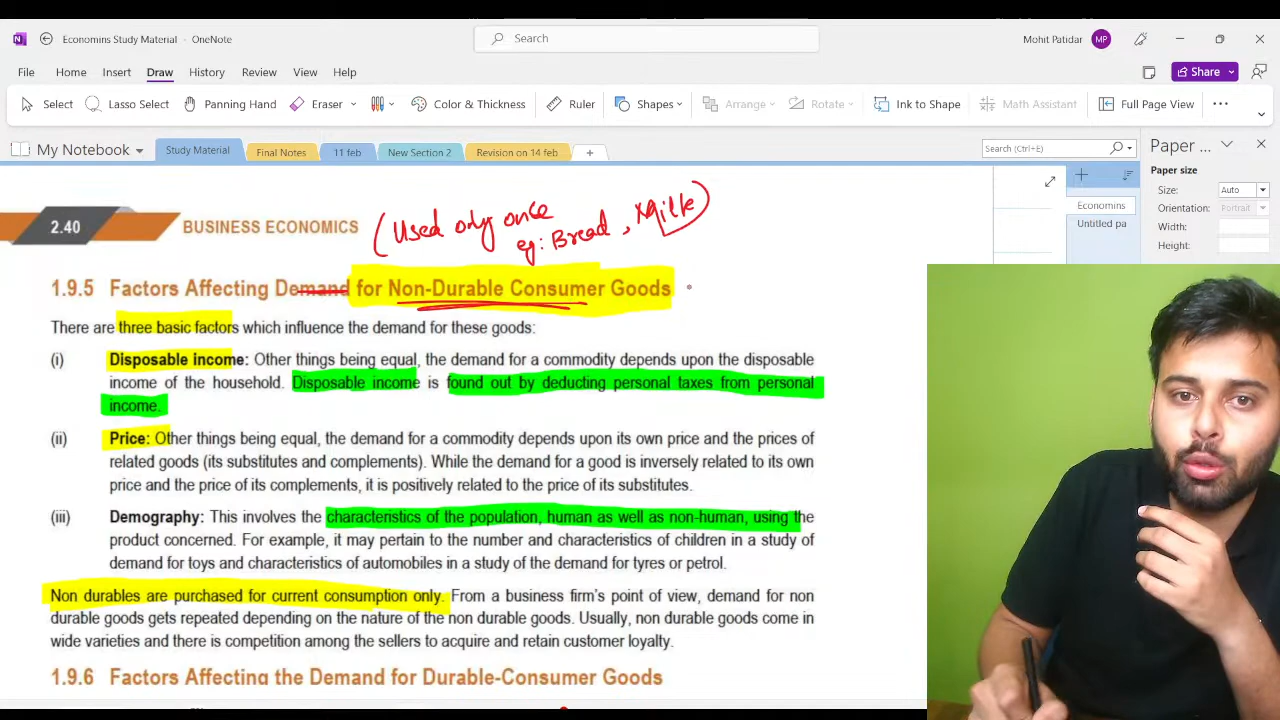 Economins Study Material - OneNote
Search
Mohit Patidar MP
File Home Insert Draw History Review View Help
Share
Select Lasso Select Panning Hand Eraser Color & Thickness Ruler Shapes Arrange Rotate Ink to Shape Math Assistant Full Page View ...
My Notebook Study Material Final Notes 11 feb New Section 2 Revision on 14 feb +
Search (Ctrl+E)
Paper ...
Paper size
Size: Auto
Orientation: Portrait
Width:
Height:
Economins
Untitled pa
2.40 BUSINESS ECONOMICS
(Used only once
eg: Bread, Milk)
1.9.5 Factors Affecting Demand for Non-Durable Consumer Goods
There are three basic factors which influence the demand for these goods:
(i) Disposable income: Other things being equal, the demand for a commodity depends upon the disposable
income of the household. Disposable income is found out by deducting personal taxes from personal
income.
(ii) Price: Other things being equal, the demand for a commodity depends upon its own price and the prices of
related goods (its substitutes and complements). While the demand for a good is inversely related to its own
price and the price of its complements, it is positively related to the price of its substitutes.
(iii) Demography: This involves the characteristics of the population, human as well as non-human, using the
product concerned. For example, it may pertain to the number and characteristics of children in a study of
demand for toys and characteristics of automobiles in a study of the demand for tyres or petrol.
Non durables are purchased for current consumption only. From a business firm's point of view, demand for non
durable goods gets repeated depending on the nature of the non durable goods. Usually, non durable goods come in
wide varieties and there is competition among the sellers to acquire and retain customer loyalty.
1.9.6 Factors Affecting the Demand for Durable-Consumer Goods